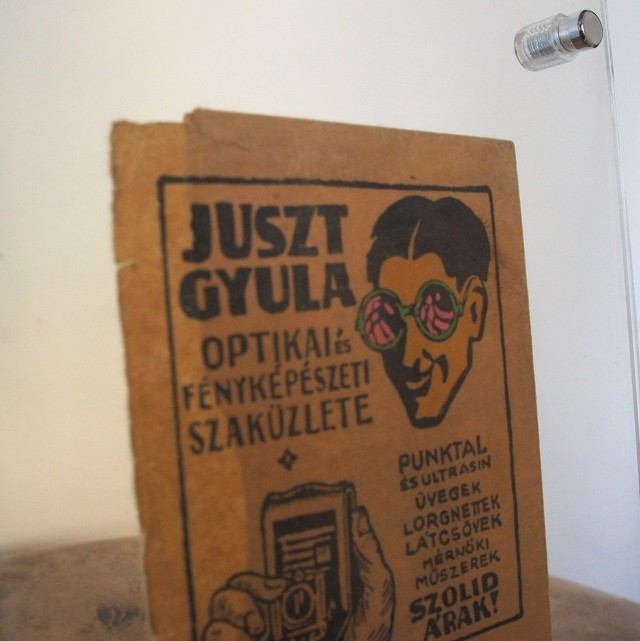 JUSZT
GYULA
OPTIKAI ÉS
FÉNYKÉPÉSZETI
SZAKÜZLETE
PUNKTAL
ÉS ULTRASIN
ÜVEGEK
LORGNETTEK
LÁTCSÖVEK
MÉRNÖKI
MŰSZEREK
SZOLID
ÁRAK!